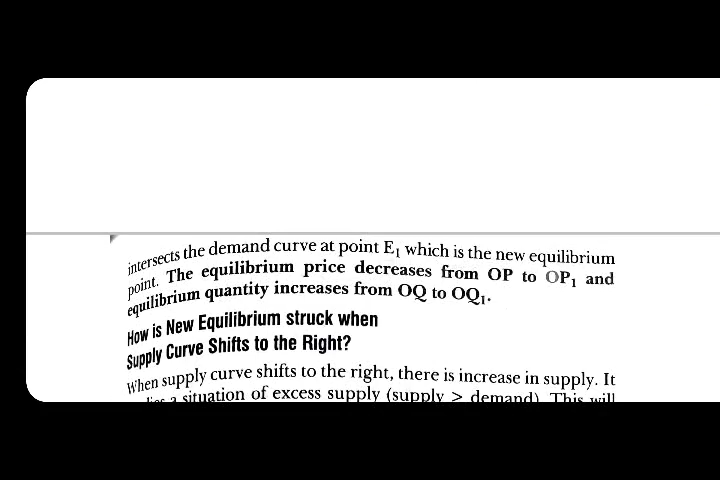 intersects the demand curve at point E₁ which is the new equilibrium
point. The equilibrium price decreases from OP to OP₁ and
equilibrium quantity increases from OQ to OQ₁.
How is New Equilibrium struck when
Supply Curve Shifts to the Right?
When supply curve shifts to the right, there is increase in supply. It
a situation of excess supply (supply > demand). This will